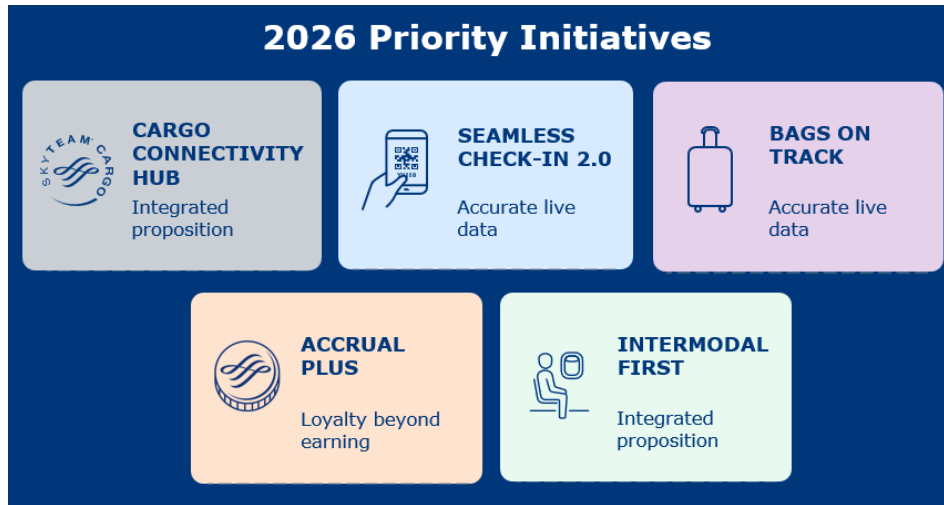 2026 Priority Initiatives
SKYTEAM CARGO
CARGO
CONNECTIVITY
HUB
Integrated
proposition
SEAMLESS
CHECK-IN 2.0
Accurate live
data
BAGS ON
TRACK
Accurate live
data
ACCRUAL
PLUS
Loyalty beyond
earning
INTERMODAL
FIRST
Integrated
proposition